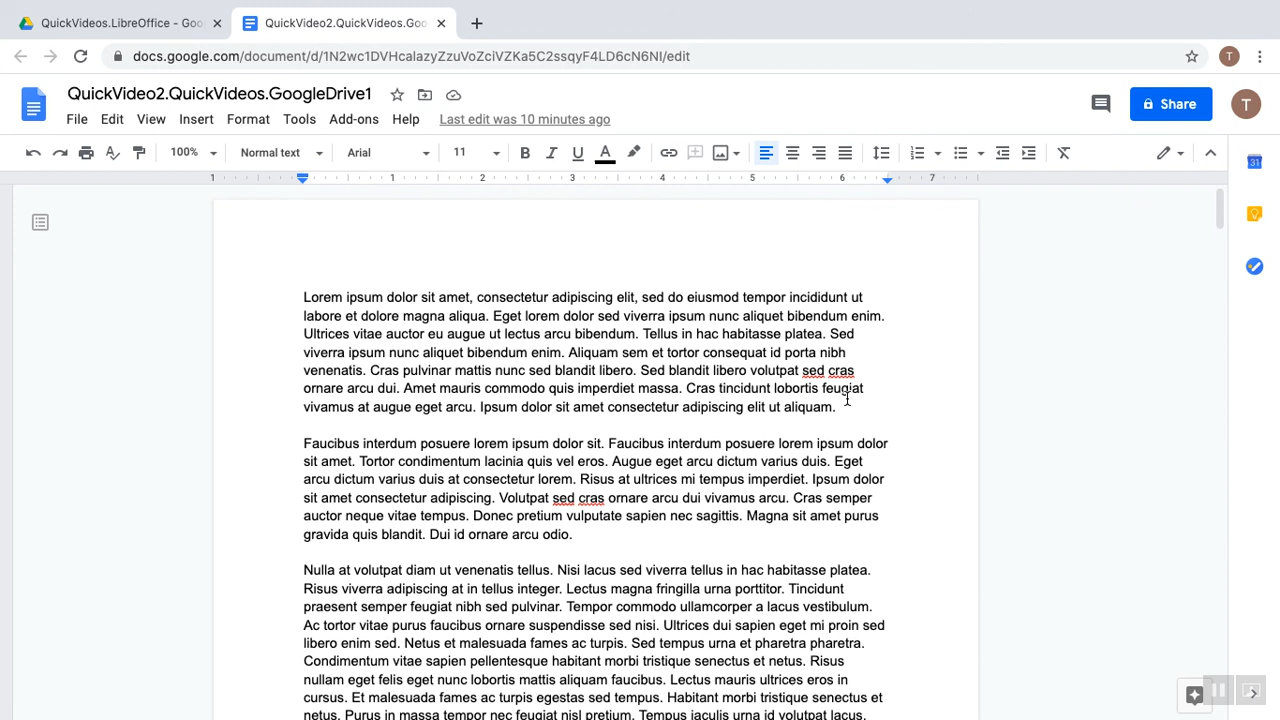 QuickVideos.LibreOffice - Goo
QuickVideo2.QuickVideos.Goo
docs.google.com/document/d/1N2wc1DVHcalazyZzuVoZciVZKa5C2ssqyF4LD6cN6NI/edit
T
QuickVideo2.QuickVideos.GoogleDrive1
File Edit View Insert Format Tools Add-ons Help Last edit was 10 minutes ago
Share
T
100% Normal text Arial 11 B I U A
1 1 2 3 4 5 6 7
31
Lorem ipsum dolor sit amet, consectetur adipiscing elit, sed do eiusmod tempor incididunt ut
labore et dolore magna aliqua. Eget lorem dolor sed viverra ipsum nunc aliquet bibendum enim.
Ultrices vitae auctor eu augue ut lectus arcu bibendum. Tellus in hac habitasse platea. Sed
viverra ipsum nunc aliquet bibendum enim. Aliquam sem et tortor consequat id porta nibh
venenatis. Cras pulvinar mattis nunc sed blandit libero. Sed blandit libero volutpat sed cras
ornare arcu dui. Amet mauris commodo quis imperdiet massa. Cras tincidunt lobortis feugiat
vivamus at augue eget arcu. Ipsum dolor sit amet consectetur adipiscing elit ut aliquam.
Faucibus interdum posuere lorem ipsum dolor sit. Faucibus interdum posuere lorem ipsum dolor
sit amet. Tortor condimentum lacinia quis vel eros. Augue eget arcu dictum varius duis. Eget
arcu dictum varius duis at consectetur lorem. Risus at ultrices mi tempus imperdiet. Ipsum dolor
sit amet consectetur adipiscing. Volutpat sed cras ornare arcu dui vivamus arcu. Cras semper
auctor neque vitae tempus. Donec pretium vulputate sapien nec sagittis. Magna sit amet purus
gravida quis blandit. Dui id ornare arcu odio.
Nulla at volutpat diam ut venenatis tellus. Nisi lacus sed viverra tellus in hac habitasse platea.
Risus viverra adipiscing at in tellus integer. Lectus magna fringilla urna porttitor. Tincidunt
praesent semper feugiat nibh sed pulvinar. Tempor commodo ullamcorper a lacus vestibulum.
Ac tortor vitae purus faucibus ornare suspendisse sed nisi. Ultrices dui sapien eget mi proin sed
libero enim sed. Netus et malesuada fames ac turpis. Sed tempus urna et pharetra pharetra.
Condimentum vitae sapien pellentesque habitant morbi tristique senectus et netus. Risus
nullam eget felis eget nunc lobortis mattis aliquam faucibus. Lectus mauris ultrices eros in
cursus. Et malesuada fames ac turpis egestas sed tempus. Habitant morbi tristique senectus et
netus. Purus in massa tempor nec feugiat nisl pretium. Tempus iaculis urna id volutpat lacus.